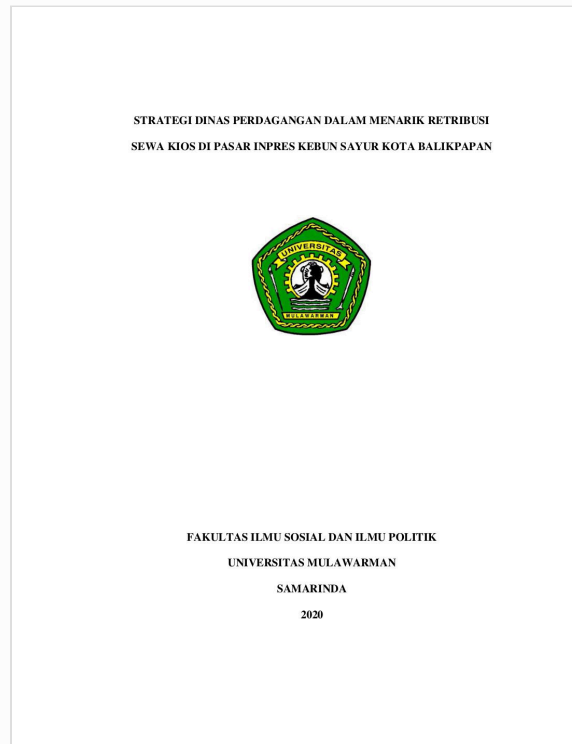 STRATEGI DINAS PERDAGANGAN DALAM MENARIK RETRIBUSI
SEWA KIOS DI PASAR INPRES KEBUN SAYUR KOTA BALIKPAPAN
UNIVERSITAS
MULAWARMAN
FAKULTAS ILMU SOSIAL DAN ILMU POLITIK
UNIVERSITAS MULAWARMAN
SAMARINDA
2020